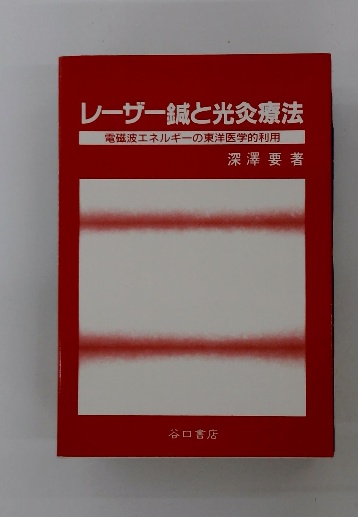 レーザー鍼と光灸療法
電磁波エネルギーの東洋医学的利用
深澤要著
谷口書店